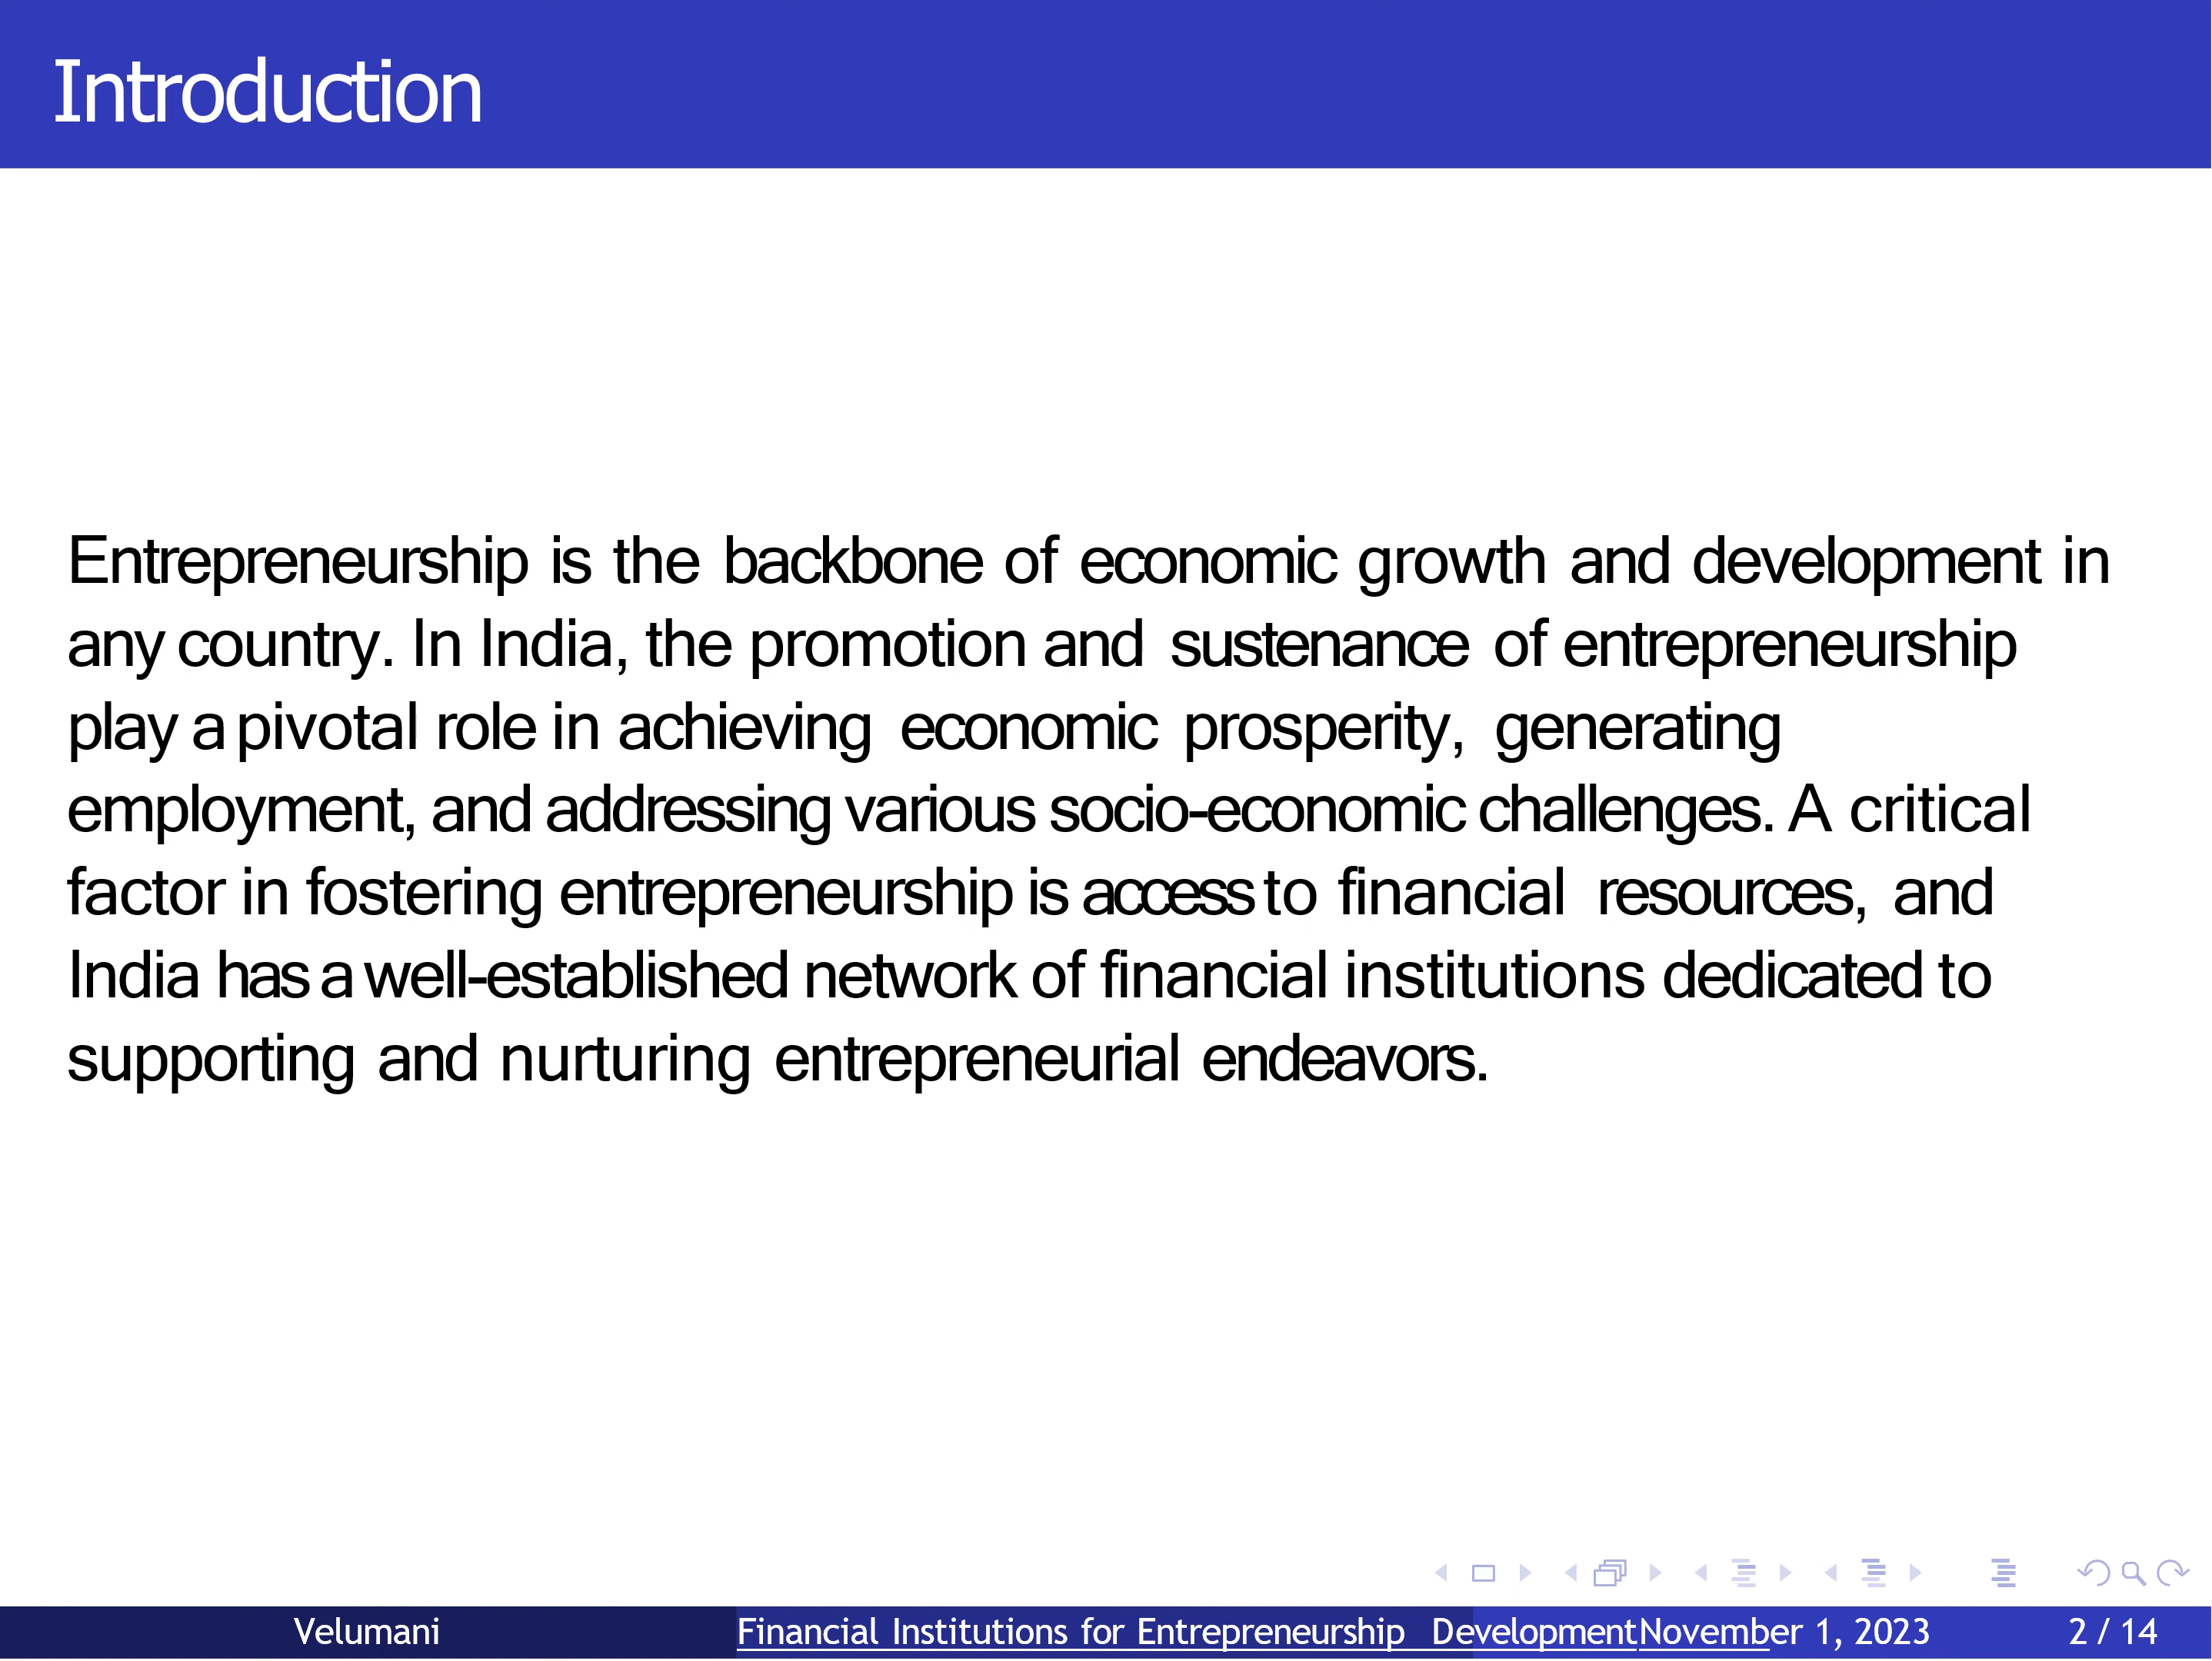 Introduction
Entrepreneurship is the backbone of economic growth and development in
any country. In India, the promotion and sustenance of entrepreneurship
play a pivotal role in achieving economic prosperity, generating
employment, and addressing various socio-economic challenges. A critical
factor in fostering entrepreneurship is access to financial resources, and
India has a well-established network of financial institutions dedicated to
supporting and nurturing entrepreneurial endeavors.
Velumani Financial Institutions for Entrepreneurship Development November 1, 2023 2 / 14